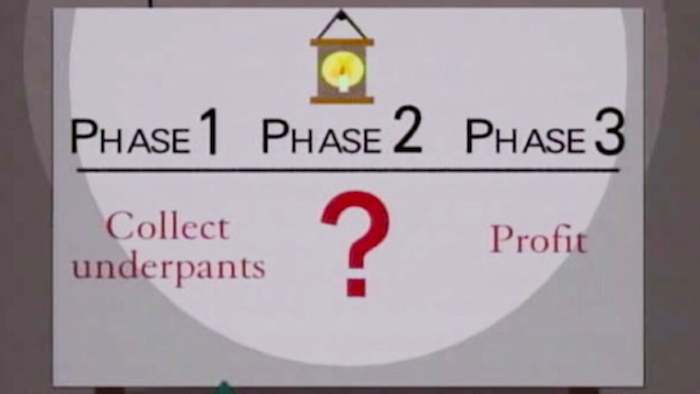 PHASE 1 PHASE 2 PHASE 3
Collect
underpants
?
Profit